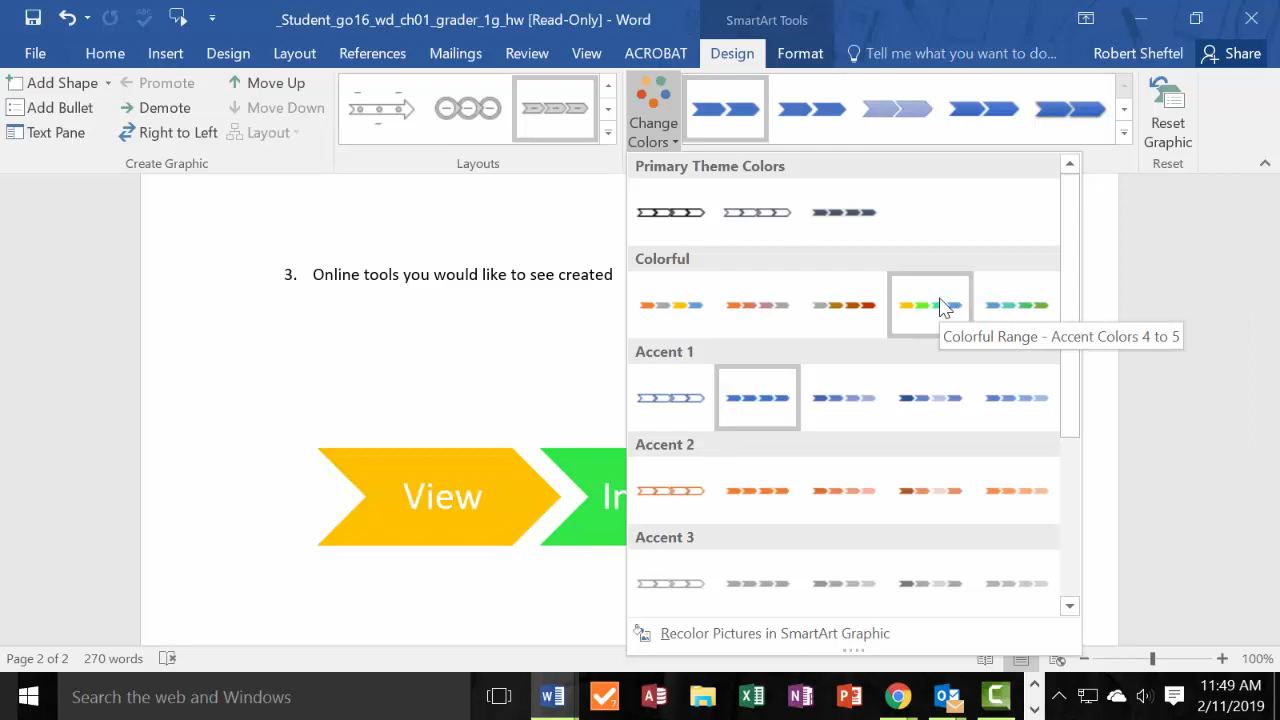 _Student_go16_wd_ch01_grader_1g_hw [Read-Only] - Word
SmartArt Tools
File Home Insert Design Layout References Mailings Review View ACROBAT Design Format Tell me what you want to do... Robert Sheftel Share
Add Shape
Promote
Move Up
Add Bullet
Demote
Move Down
Text Pane
Right to Left
Layout
Create Graphic
Layouts
Change
Colors
Reset
Graphic
Reset
Primary Theme Colors
Colorful
Colorful Range - Accent Colors 4 to 5
Accent 1
Accent 2
Accent 3
Recolor Pictures in SmartArt Graphic
3. Online tools you would like to see created
View
In
Page 2 of 2 270 words
100%
Search the web and Windows
11:49 AM
2/11/2019